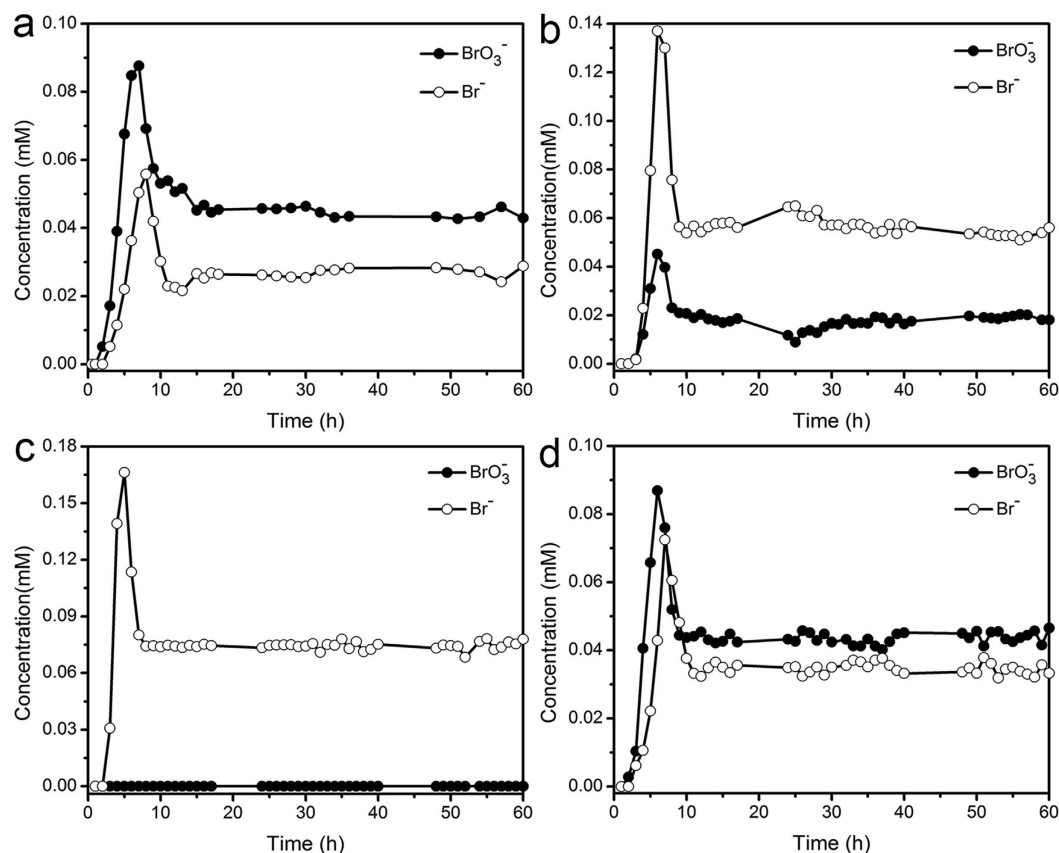 a
BrO3-
Br-
Concentration (mM)
0.10
0.08
0.06
0.04
0.02
0.00
0 10 20 30 40 50 60
Time (h)
b
BrO3-
Br-
Concentration(mM)
0.14
0.12
0.10
0.08
0.06
0.04
0.02
0.00
0 10 20 30 40 50 60
Time (h)
c
BrO3-
Br-
Concentration(mM)
0.18
0.15
0.12
0.09
0.06
0.03
0.00
0 10 20 30 40 50 60
Time (h)
d
BrO3-
Br-
Concentration(mM)
0.10
0.08
0.06
0.04
0.02
0.00
0 10 20 30 40 50 60
Time (h)